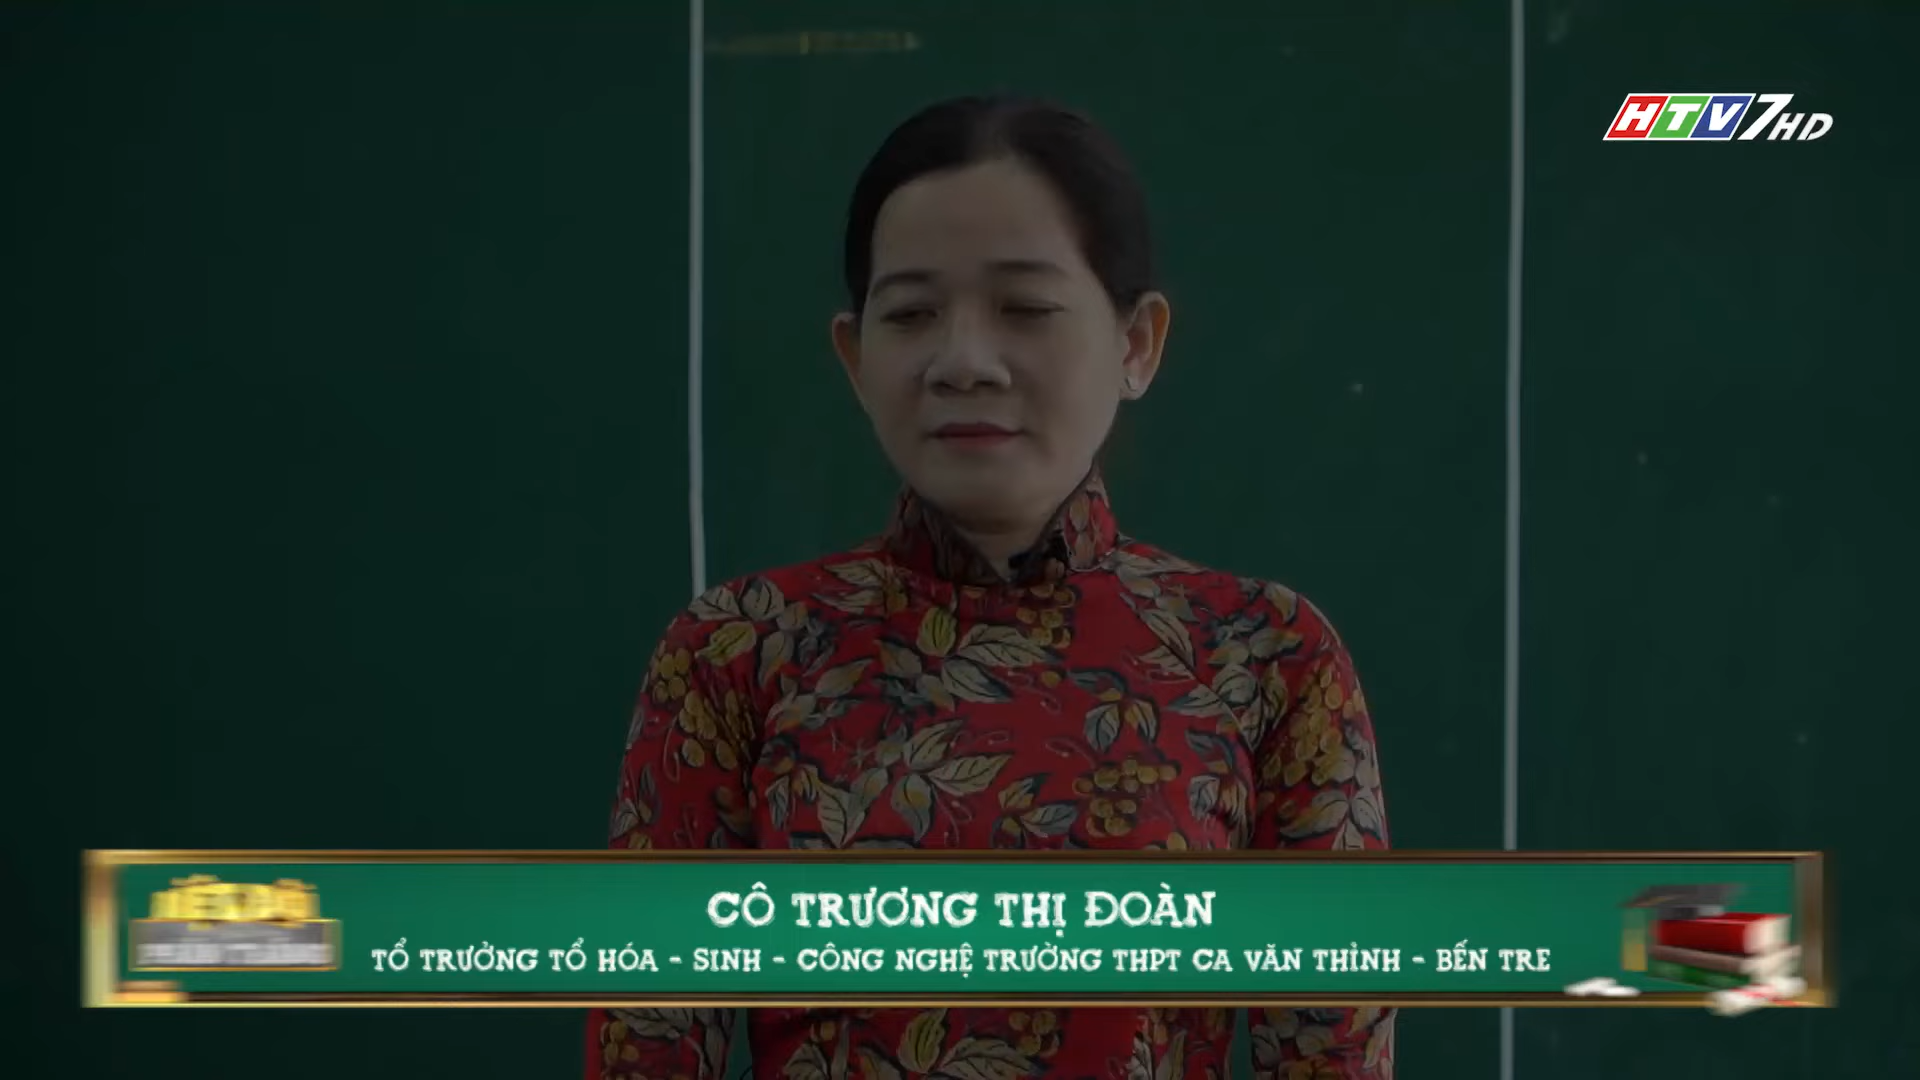 HTV7HD
CÔ TRƯƠNG THỊ ĐOÀN
TỔ TRƯỞNG TỔ HÓA - SINH - CÔNG NGHỆ TRƯỜNG THPT CA VĂN THỈNH - BẾN TRE